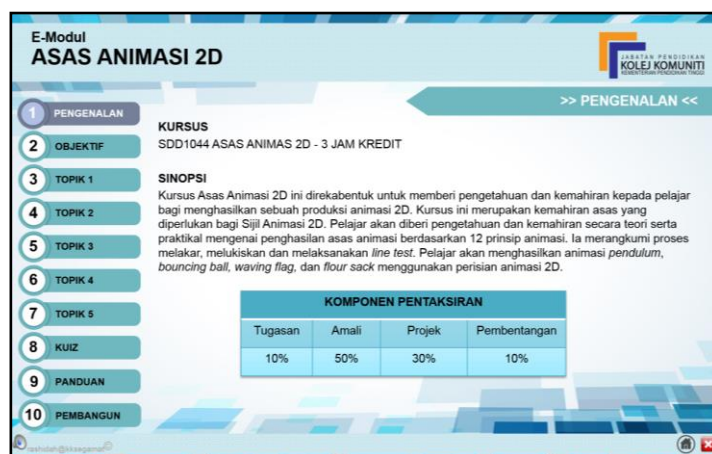 E-Modul
ASAS ANIMASI 2D
JABATAN PENDIDIKAN
KOLEJ KOMUNITI
KEMENTERIAN PENDIDIKAN TINGGI
>> PENGENALAN <<
1 PENGENALAN
2 OBJEKTIF
3 TOPIK 1
4 TOPIK 2
5 TOPIK 3
6 TOPIK 4
7 TOPIK 5
8 KUIZ
9 PANDUAN
10 PEMBANGUN
KURSUS
SDD1044 ASAS ANIMAS 2D - 3 JAM KREDIT
SINOPSI
Kursus Asas Animasi 2D ini direkabentuk untuk memberi pengetahuan dan kemahiran kepada pelajar
bagi menghasilkan sebuah produksi animasi 2D. Kursus ini merupakan kemahiran asas yang
diperlukan bagi Sijil Animasi 2D. Pelajar akan diberi pengetahuan dan kemahiran secara teori serta
praktikal mengenai penghasilan asas animasi berdasarkan 12 prinsip animasi. Ia merangkumi proses
melakar, melukiskan dan melaksanakan line test. Pelajar akan menghasilkan animasi pendulum,
bouncing ball, waving flag, dan flour sack menggunakan perisian animasi 2D.
KOMPONEN PENTAKSIRAN
Tugasan Amali Projek Pembentangan
10% 50% 30% 10%
rashidah@kksegamat©